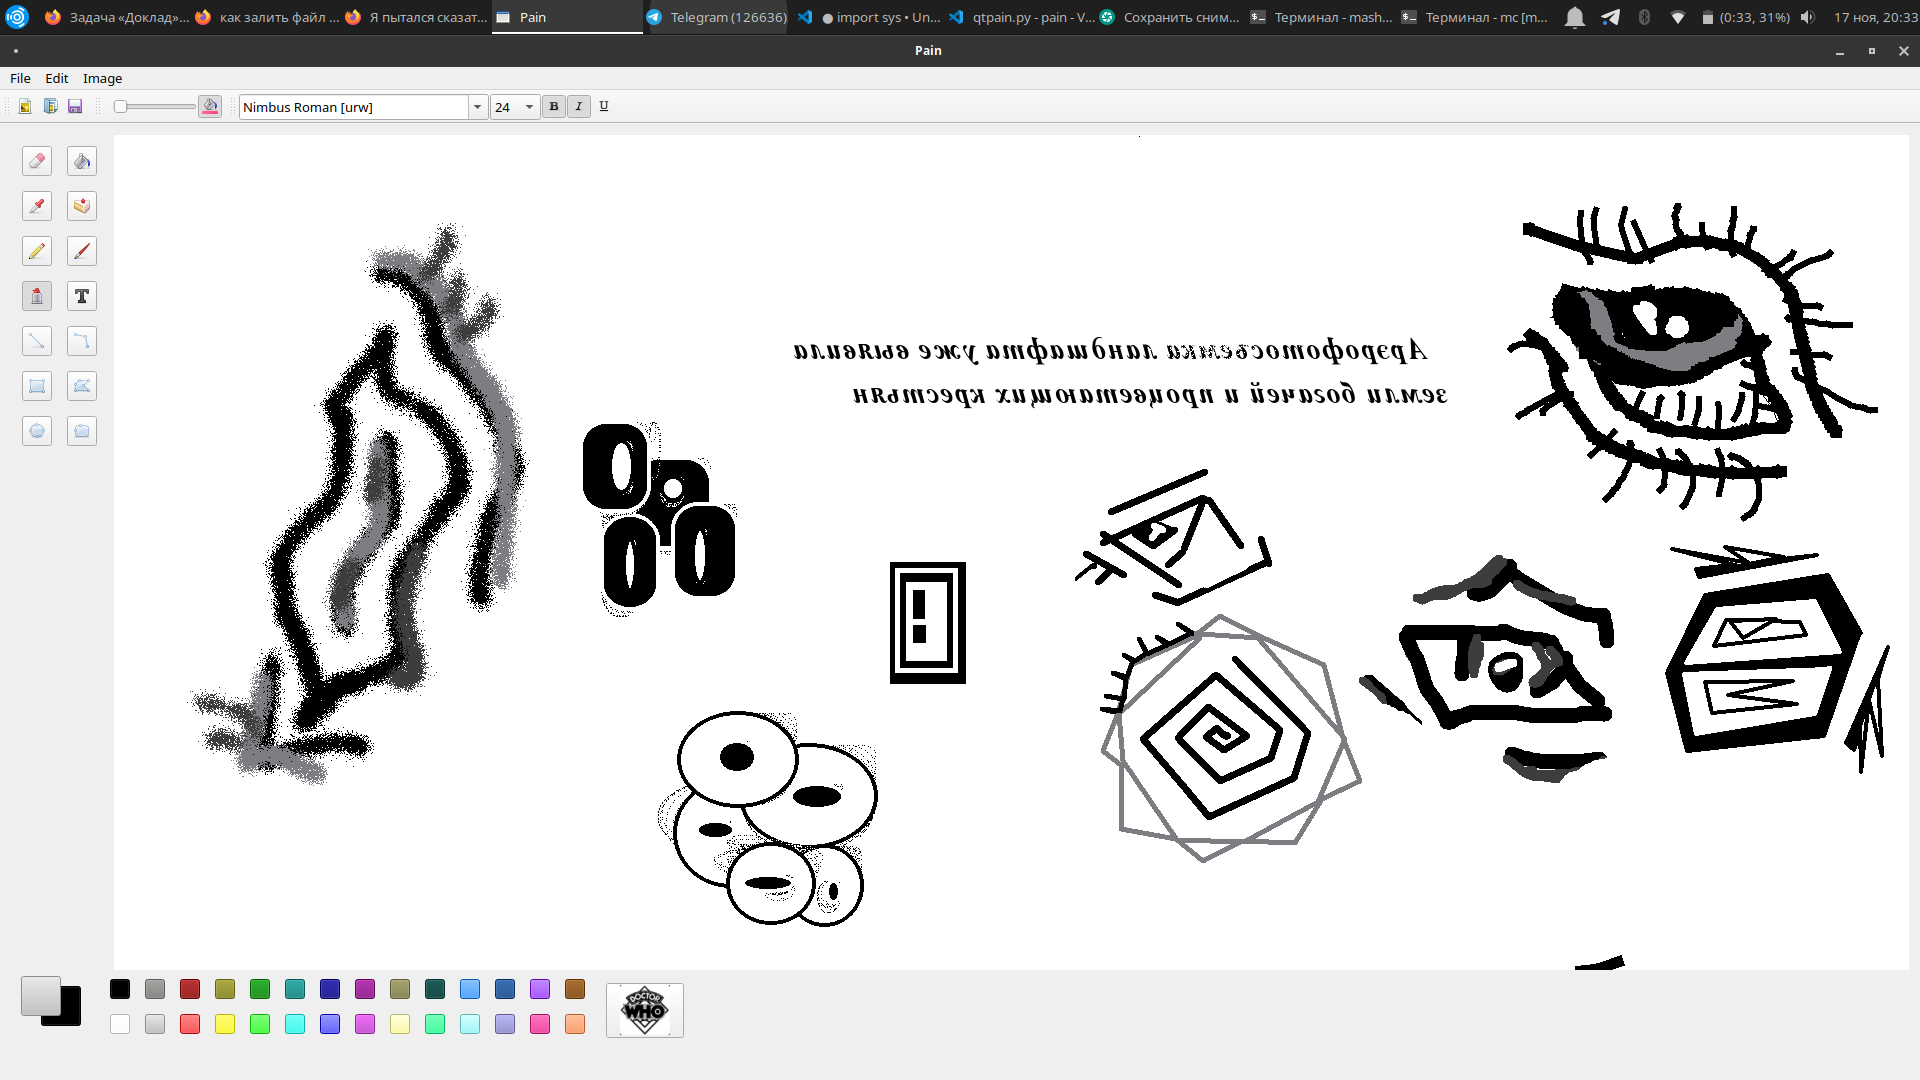 Задача «Доклад»...
как залить файл ...
Я пытался сказат...
Pain
Telegram (126636)
● import sys • Un...
qtpain.py - pain - V...
Сохранить сним...
Терминал - mash...
Терминал - mc [m...
(0:33, 31%)
17 ноя, 20:33
Pain
File Edit Image
Nimbus Roman [urw] 24 B I U
T
Аэрофотосъемка ландшафта уже выявила
земли богачей и процветающих крестьян
DOCTOR
WHO